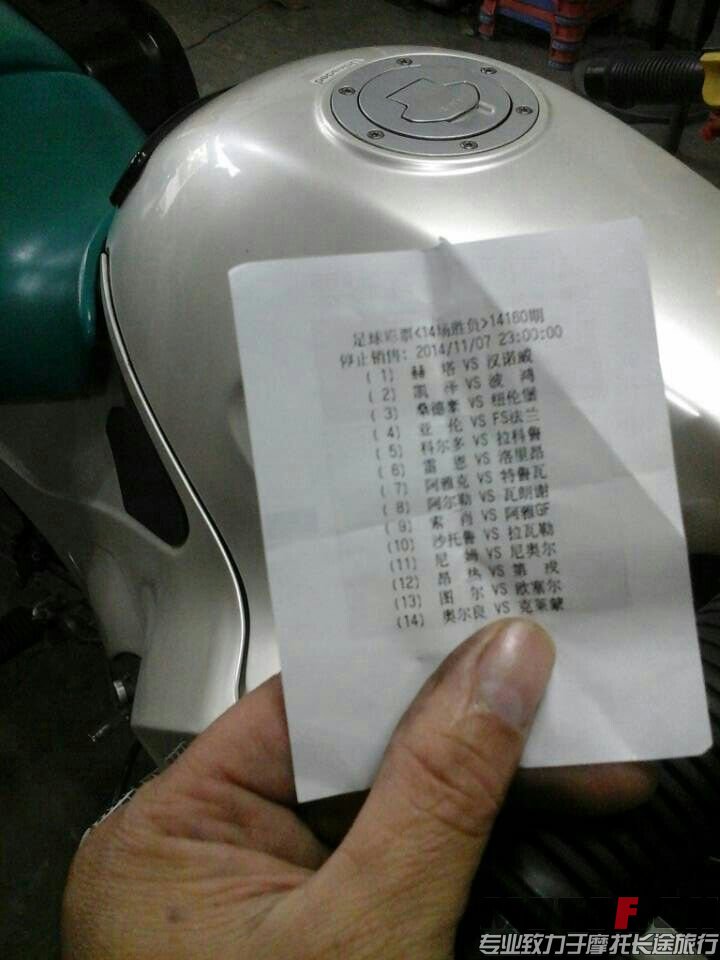 足球彩票<14场胜负>14160期
停止销售: 2014/11/07 23:00:00
(1) 赫 塔 VS 汉诺威
(2) 凯 泽 VS 波 鸿
(3) 桑德豪 VS 纽伦堡
(4) 亚 伦 VS FS法兰
(5) 科尔多 VS 拉科鲁
(6) 雷 恩 VS 洛里昂
(7) 阿雅克 VS 特鲁瓦
(8) 阿尔勒 VS 瓦朗谢
(9) 索 肖 VS 阿雅GF
(10) 沙托鲁 VS 拉瓦勒
(11) 尼 姆 VS 尼奥尔
(12) 昂 热 VS 第 戎
(13) 图 尔 VS 欧塞尔
(14) 奥尔良 VS 克莱蒙
专业致力于摩托长途旅行